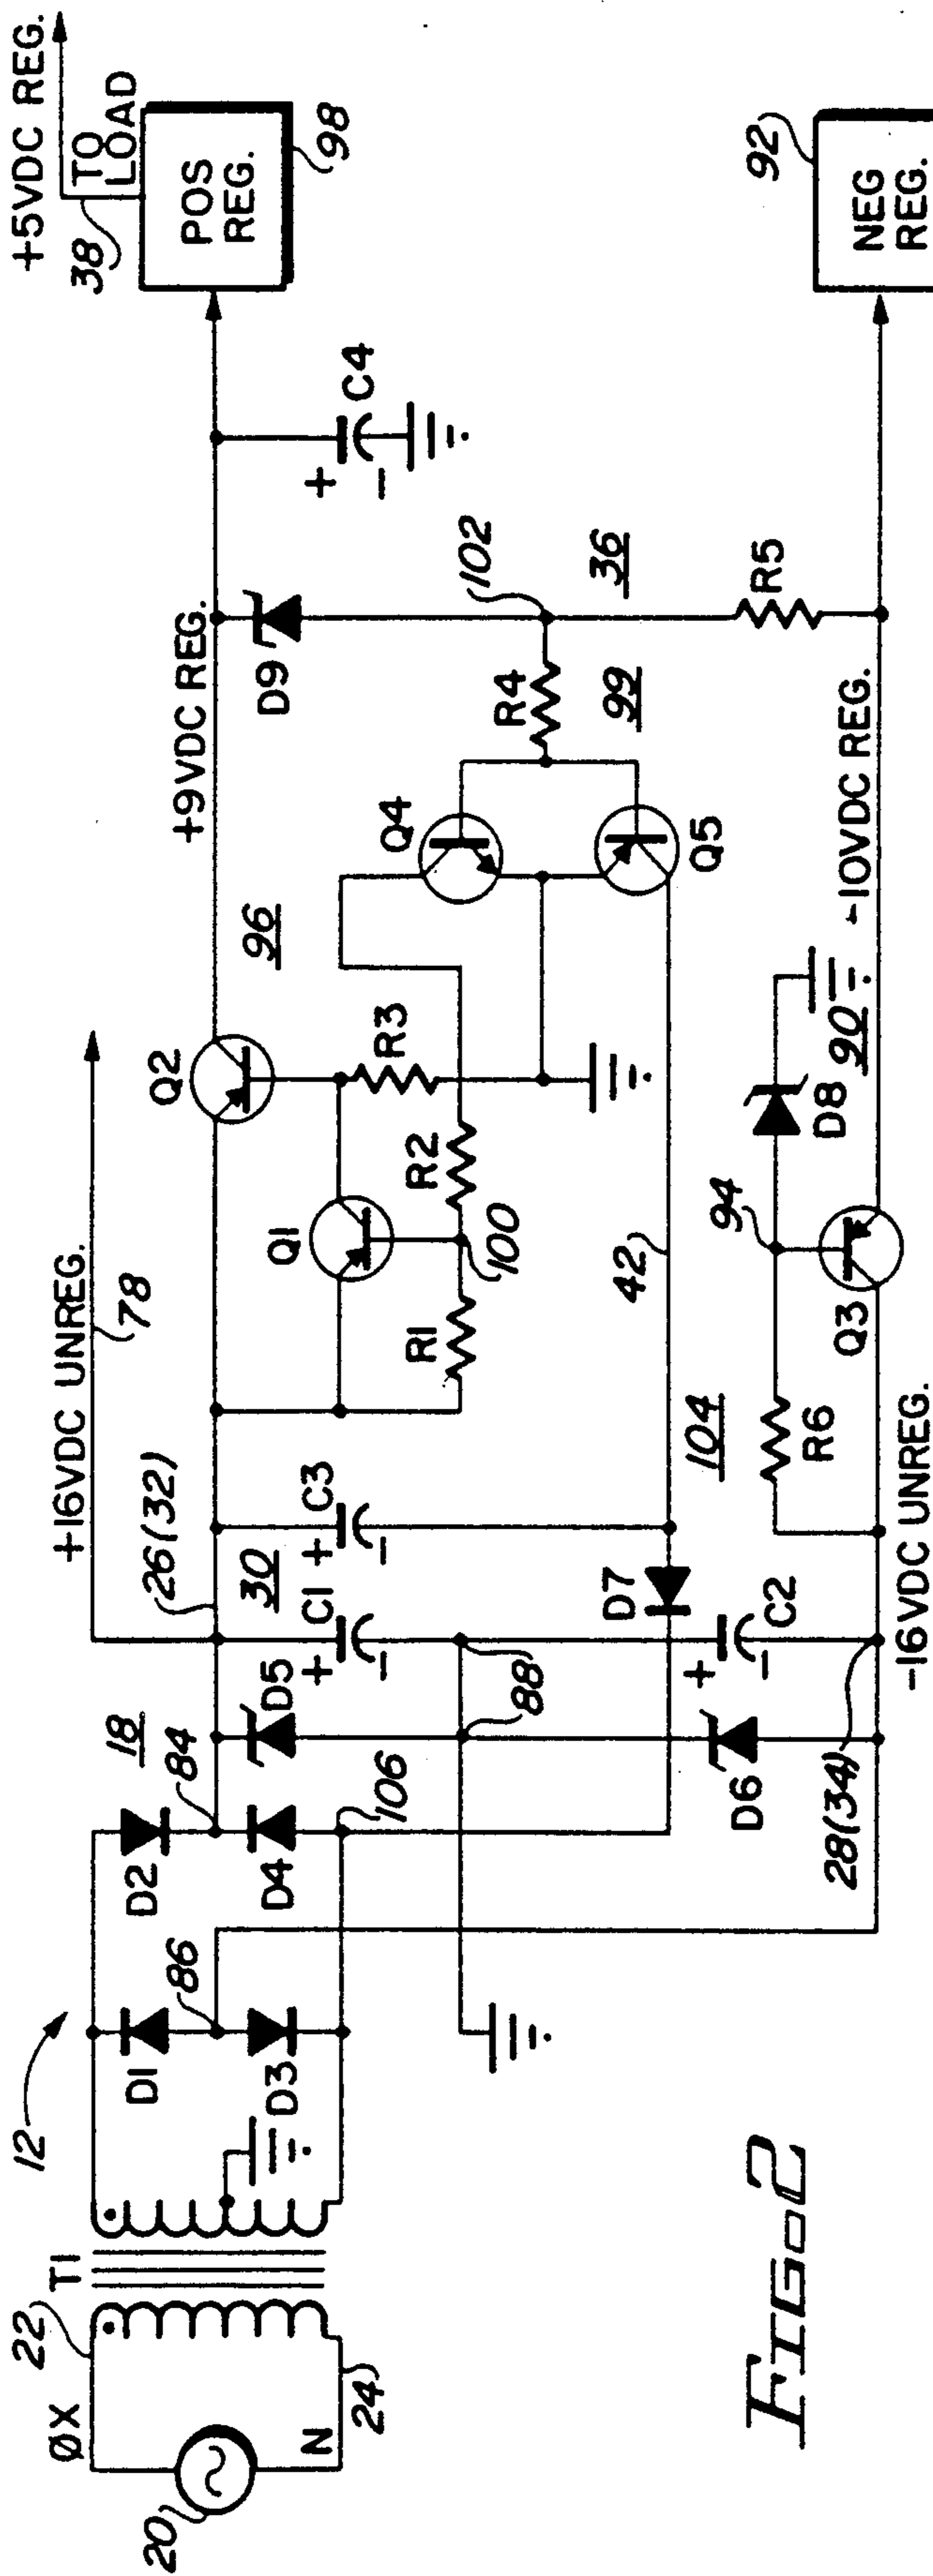 +5VDC REG.
38
TO
LOAD
POS
REG.
98
+16VDC UNREG.
78
+9VDC REG.
26(32)
18
84
Q2
96
C4
+
-
ØX
22
T1
12
D1
86
D2
D4
D5
30
C1
+
-
C3
+
-
Q1
R3
Q4
D9
102
20
N
24
D3
106
88
R1
100
R2
R4
36
99
Q5
D7
42
D6
C2
+
-
104
94
R6
D8
90
R5
92
NEG
REG.
28(34)
-16VDC UNREG.
Q3
-10VDC REG.
FIG. 2